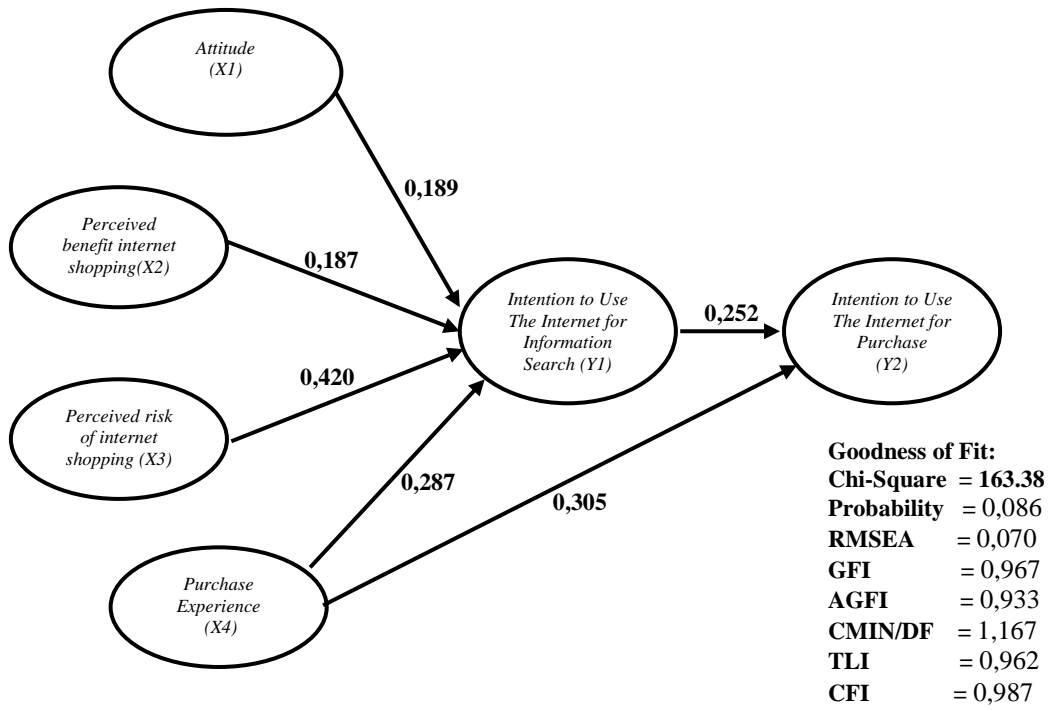 Attitude
(X1)
0,189
Perceived
benefit internet
shopping(X2)
0,187
Intention to Use
The Internet for
Information
Search (Y1)
0,252
Intention to Use
The Internet for
Purchase
(Y2)
0,420
Perceived risk
of internet
shopping (X3)
0,287
0,305
Purchase
Experience
(X4)
Goodness of Fit:
Chi-Square = 163.38
Probability = 0,086
RMSEA = 0,070
GFI = 0,967
AGFI = 0,933
CMIN/DF = 1,167
TLI = 0,962
CFI = 0,987